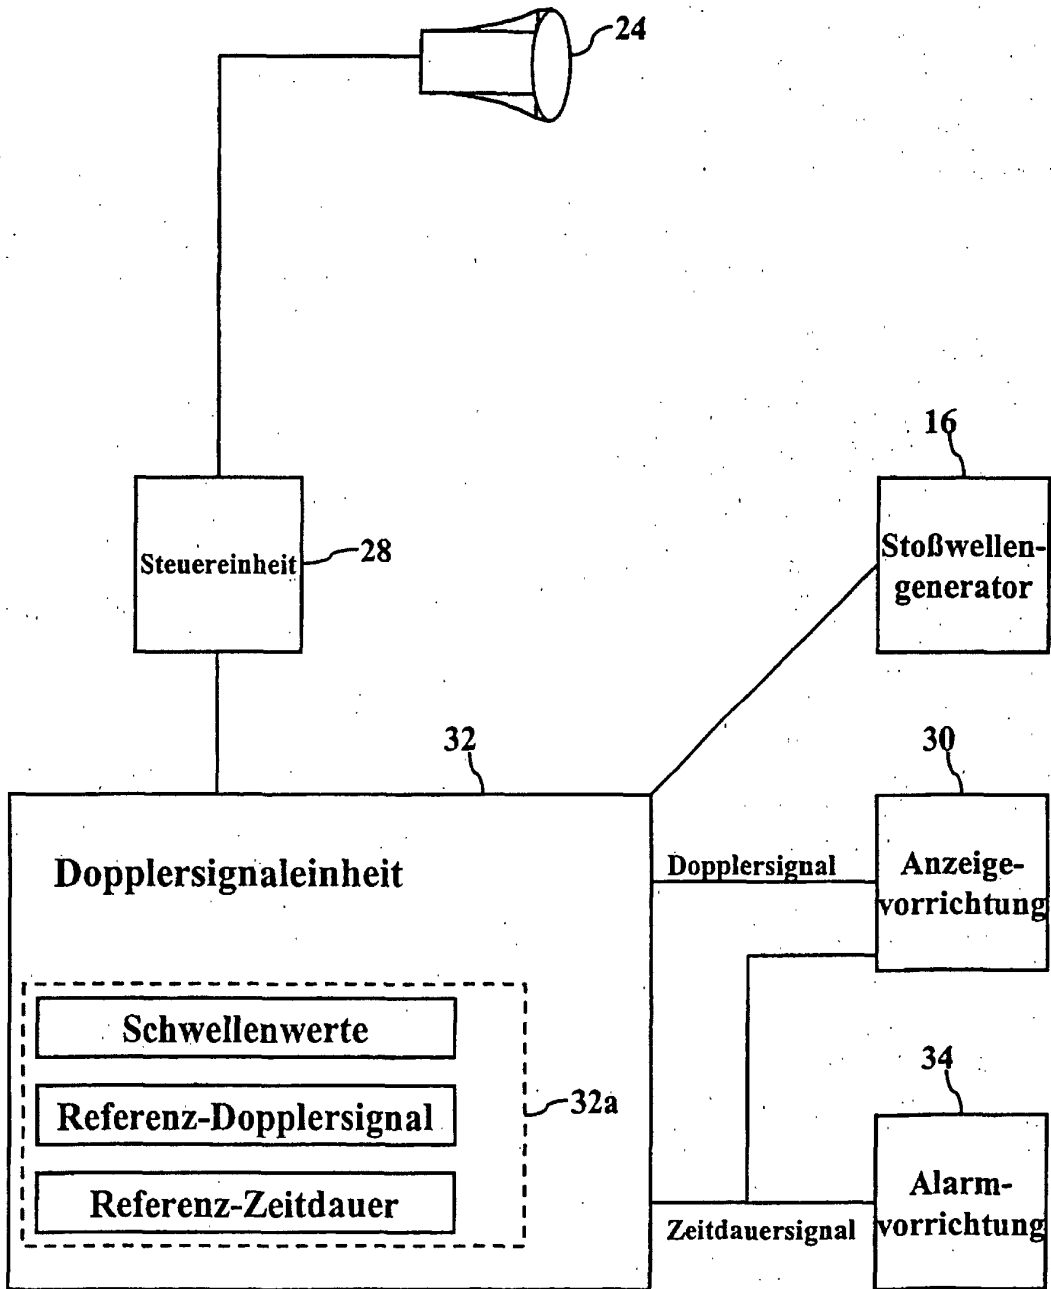 24
16
Steuereinheit
28
Stoßwellen-
generator
32
30
Dopplersignaleinheit
Dopplersignal
Anzeige-
vorrichtung
Schwellenwerte
Referenz-Dopplersignal
32a
Referenz-Zeitdauer
34
Zeitdauersignal
Alarm-
vorrichtung